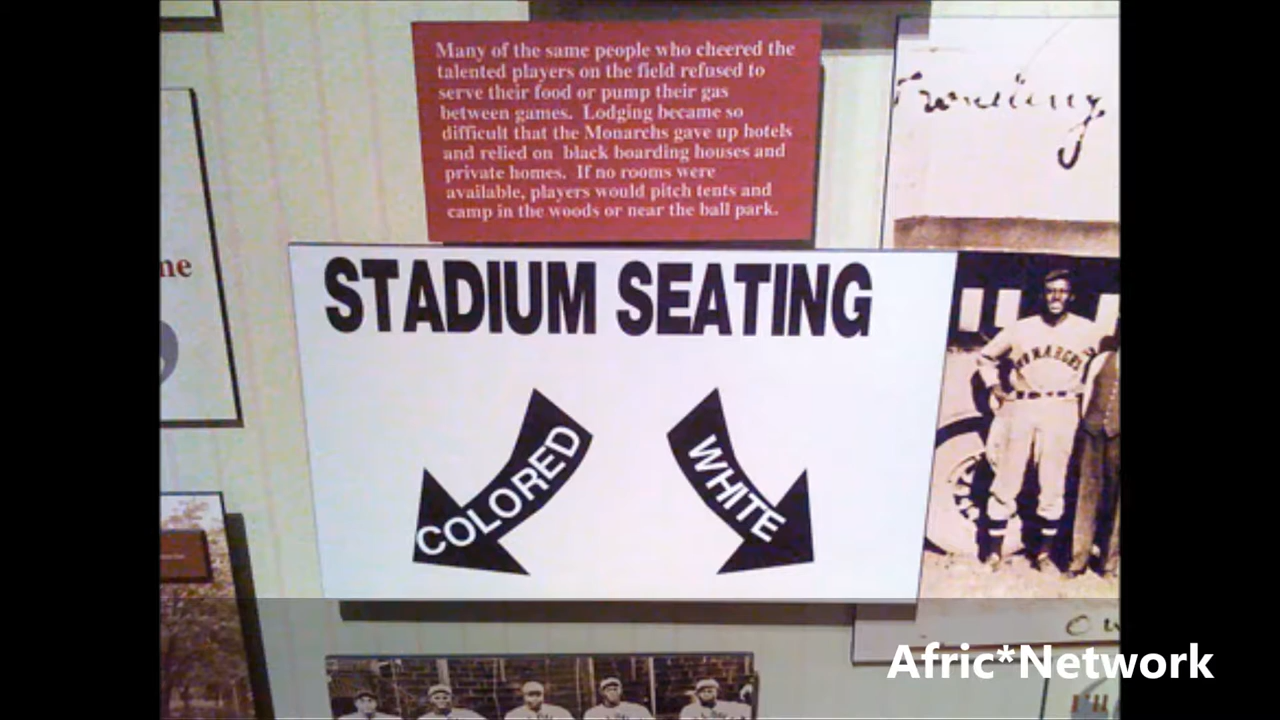 Many of the same people who cheered the
talented players on the field refused to
serve their food or pump their gas
between games. Lodging became so
difficult that the Monarchs gave up hotels
and relied on black boarding houses and
private homes. If no rooms were
available, players would pitch tents and
camp in the woods or near the ball park.
STADIUM SEATING
COLORED
WHITE
MONARCHS
Afric*Network